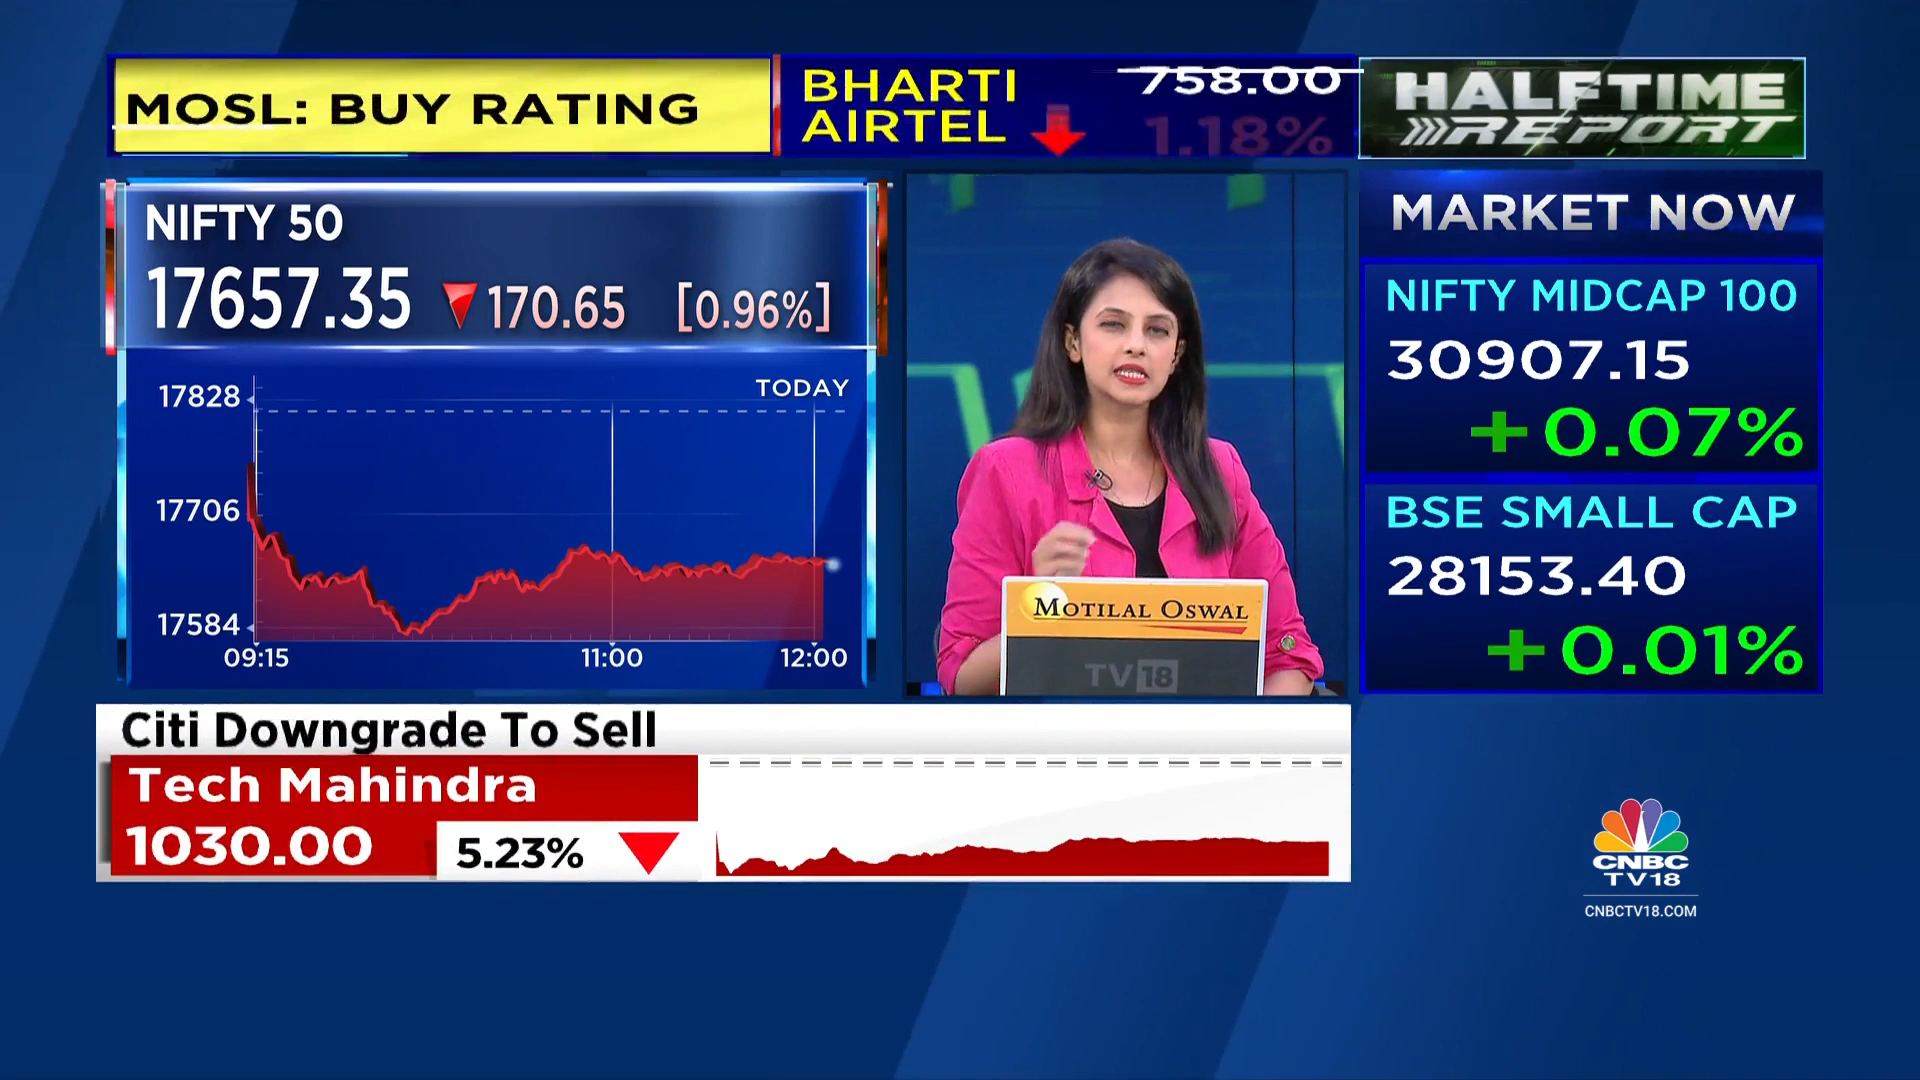 MOSL: BUY RATING
BHARTI
AIRTEL
758.00
1.18%
HALFTIME
REPORT
NIFTY 50
17657.35 170.65 [0.96%]
TODAY
17828
17706
17584
09:15 11:00 12:00
MOTILAL OSWAL
TV18
MARKET NOW
NIFTY MIDCAP 100
30907.15
+0.07%
BSE SMALL CAP
28153.40
+0.01%
Citi Downgrade To Sell
Tech Mahindra
1030.00 5.23%
CNBC
TV18
CNBCTV18.COM